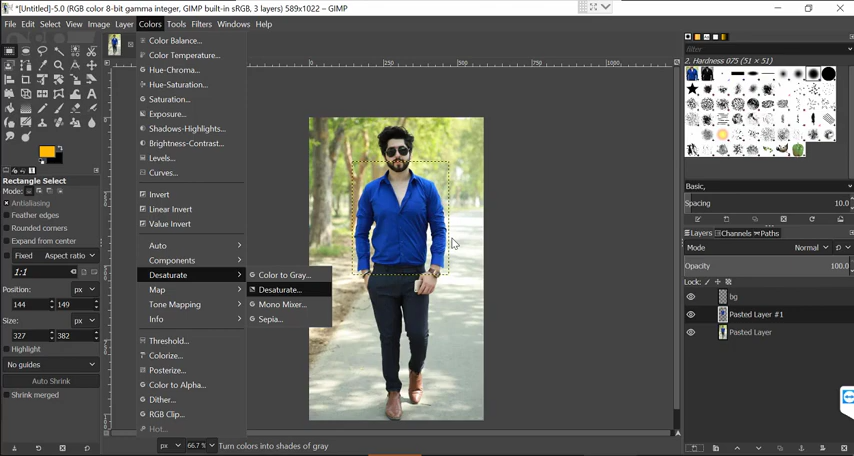 *[Untitled]-5.0 (RGB color 8-bit gamma integer, GIMP built-in sRGB, 3 layers) 589x1022 – GIMP
File Edit Select View Image Layer Colors Tools Filters Windows Help
Color Balance...
Color Temperature...
Hue-Chroma...
Hue-Saturation...
Saturation...
Exposure...
Shadows-Highlights...
Brightness-Contrast...
Levels...
Curves...
Invert
Linear Invert
Value Invert
Auto
Components
Desaturate
Map
Tone Mapping
Info
Threshold...
Colorize...
Posterize...
Color to Alpha...
Dither...
RGB Clip...
Hot...
Color to Gray...
Desaturate...
Mono Mixer...
Sepia...
Rectangle Select
Mode:
Antialiasing
Feather edges
Rounded corners
Expand from center
Fixed Aspect ratio
1:1
Position: px
144 149
Size: px
327 382
Highlight
No guides
Auto Shrink
Shrink merged
0 250 500 750 1000
px 66.7 % Turn colors into shades of gray
filter
2. Hardness 075 (51 × 51)
Basic,
Spacing 10.0
Layers Channels Paths
Mode Normal
Opacity 100.0
Lock:
bg
Pasted Layer #1
Pasted Layer